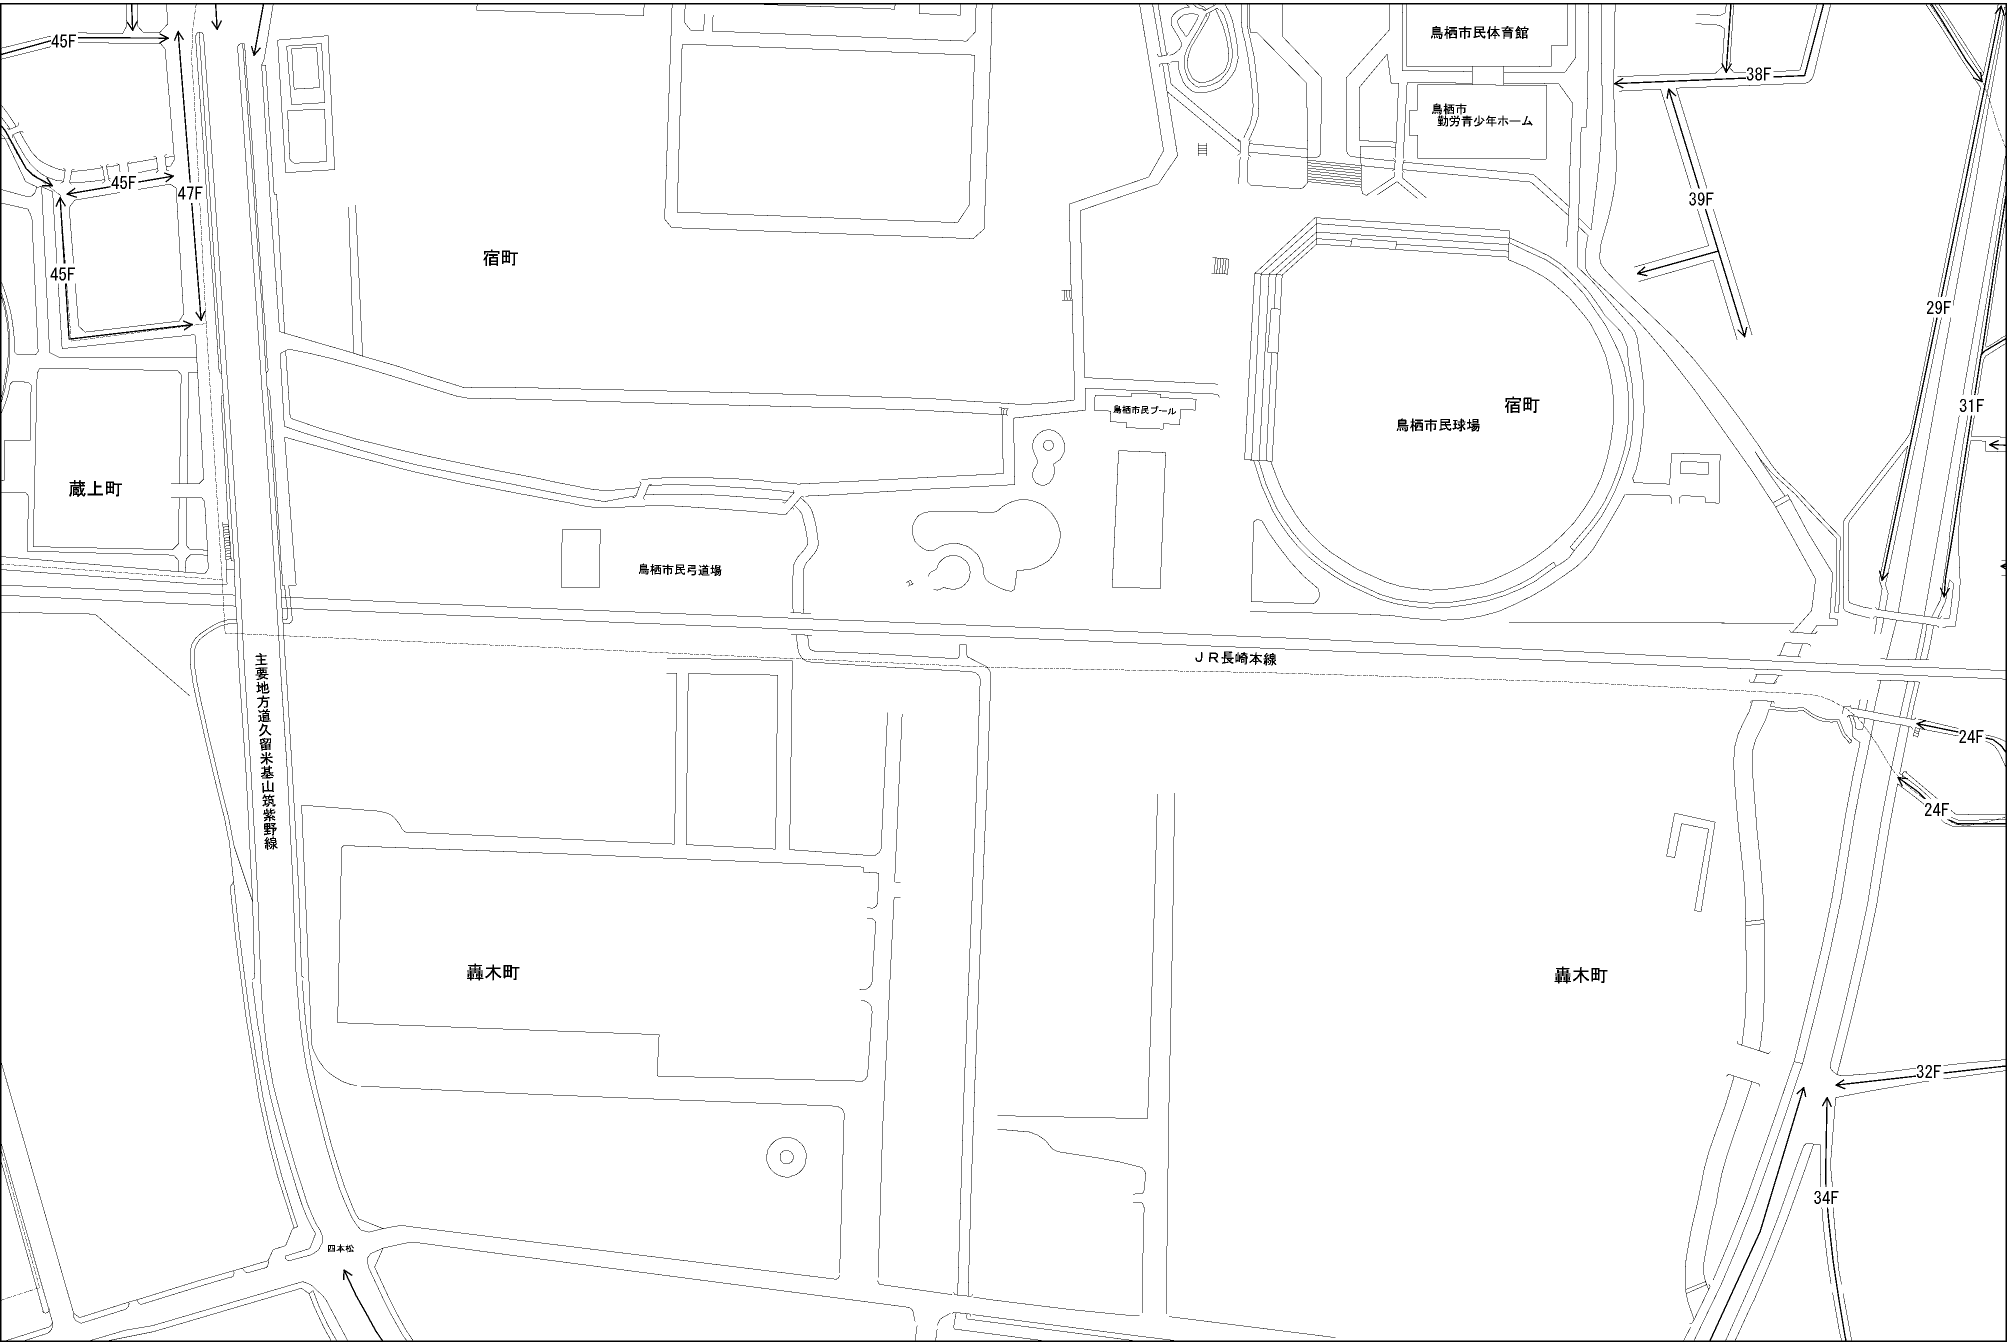 45F
鳥栖市民体育館
38F
鳥栖市
勤労青少年ホーム
45F
47F
39F
宿町
45F
29F
宿町
31F
鳥栖市民プール
鳥栖市民球場
蔵上町
鳥栖市民弓道場
ＪＲ長崎本線
主要地方道久留米基山筑紫野線
24F
24F
轟木町
轟木町
32F
34F
四本松